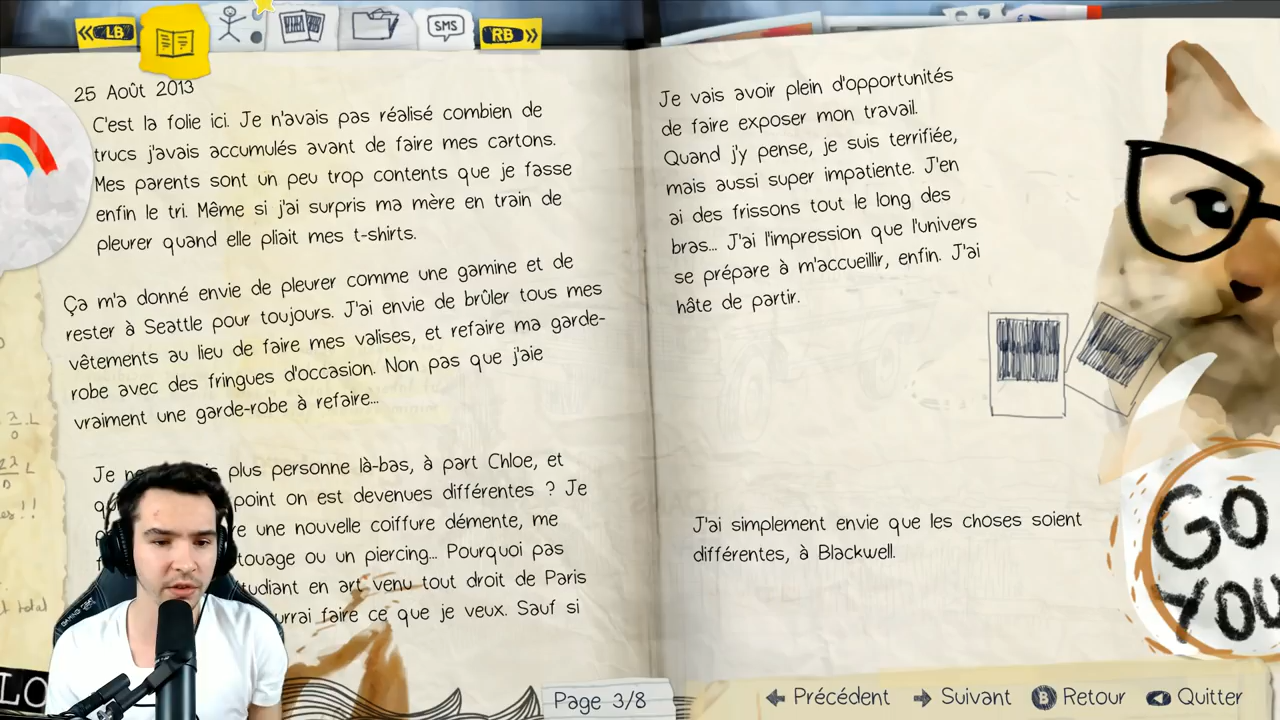 LB
SMS
RB
25 Août 2013
C'est la folie ici. Je n'avais pas réalisé combien de
trucs j'avais accumulés avant de faire mes cartons.
Mes parents sont un peu trop contents que je fasse
enfin le tri. Même si j'ai surpris ma mère en train de
pleurer quand elle pliait mes t-shirts.
Ça m'a donné envie de pleurer comme une gamine et de
rester à Seattle pour toujours. J'ai envie de brûler tous mes
vêtements au lieu de faire mes valises, et refaire ma garde-
robe avec des fringues d'occasion. Non pas que j'aie
vraiment une garde-robe à refaire...
Je plus personne là-bas, à part Chloe, et
point on est devenues différentes ? Je
une nouvelle coiffure démente, me
ou un piercing... Pourquoi pas
en art venu tout droit de Paris
faire ce que je veux. Sauf si
Je vais avoir plein d'opportunités
de faire exposer mon travail.
Quand j'y pense, je suis terrifiée,
mais aussi super impatiente. J'en
ai des frissons tout le long des
bras... J'ai l'impression que l'univers
se prépare à m'accueillir, enfin. J'ai
hâte de partir.
J'ai simplement envie que les choses soient
différentes, à Blackwell.
GO
YOU
Page 3/8
Précédent
Suivant
B Retour
Quitter